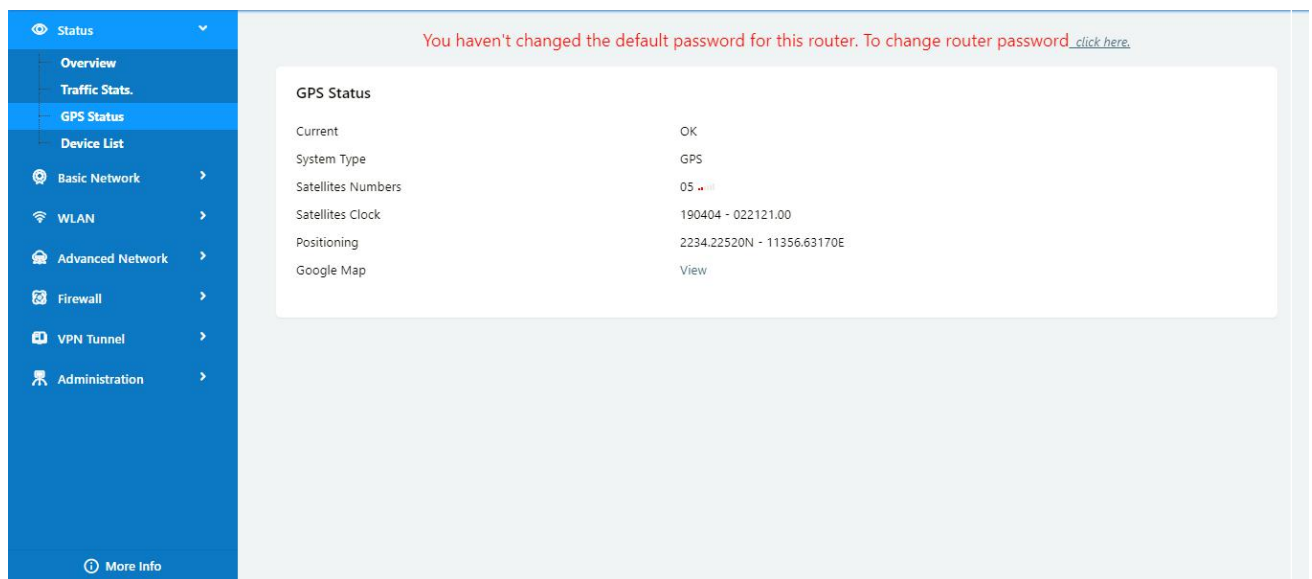 Status
Overview
Traffic Stats.
GPS Status
Device List
Basic Network
WLAN
Advanced Network
Firewall
VPN Tunnel
Administration
More Info
You haven't changed the default password for this router. To change router password click here.
GPS Status
Current OK
System Type GPS
Satellites Numbers 05
Satellites Clock 190404 - 022121.00
Positioning 2234.22520N - 11356.63170E
Google Map View